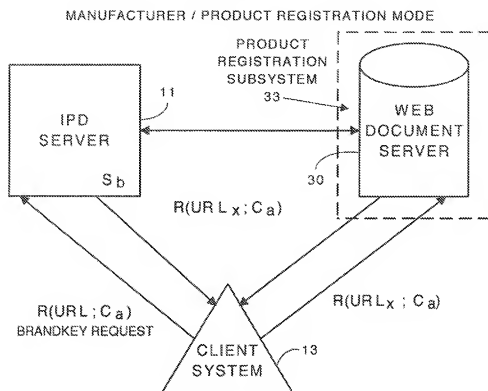 MANUFACTURER / PRODUCT REGISTRATION MODE
PRODUCT
REGISTRATION
SUBSYSTEM
33
11
IPD
SERVER
Sb
WEB
DOCUMENT
SERVER
30
R(URLx;Ca)
R(URL;Ca)
BRANDKEY REQUEST
R(URLx;Ca)
CLIENT
SYSTEM
13